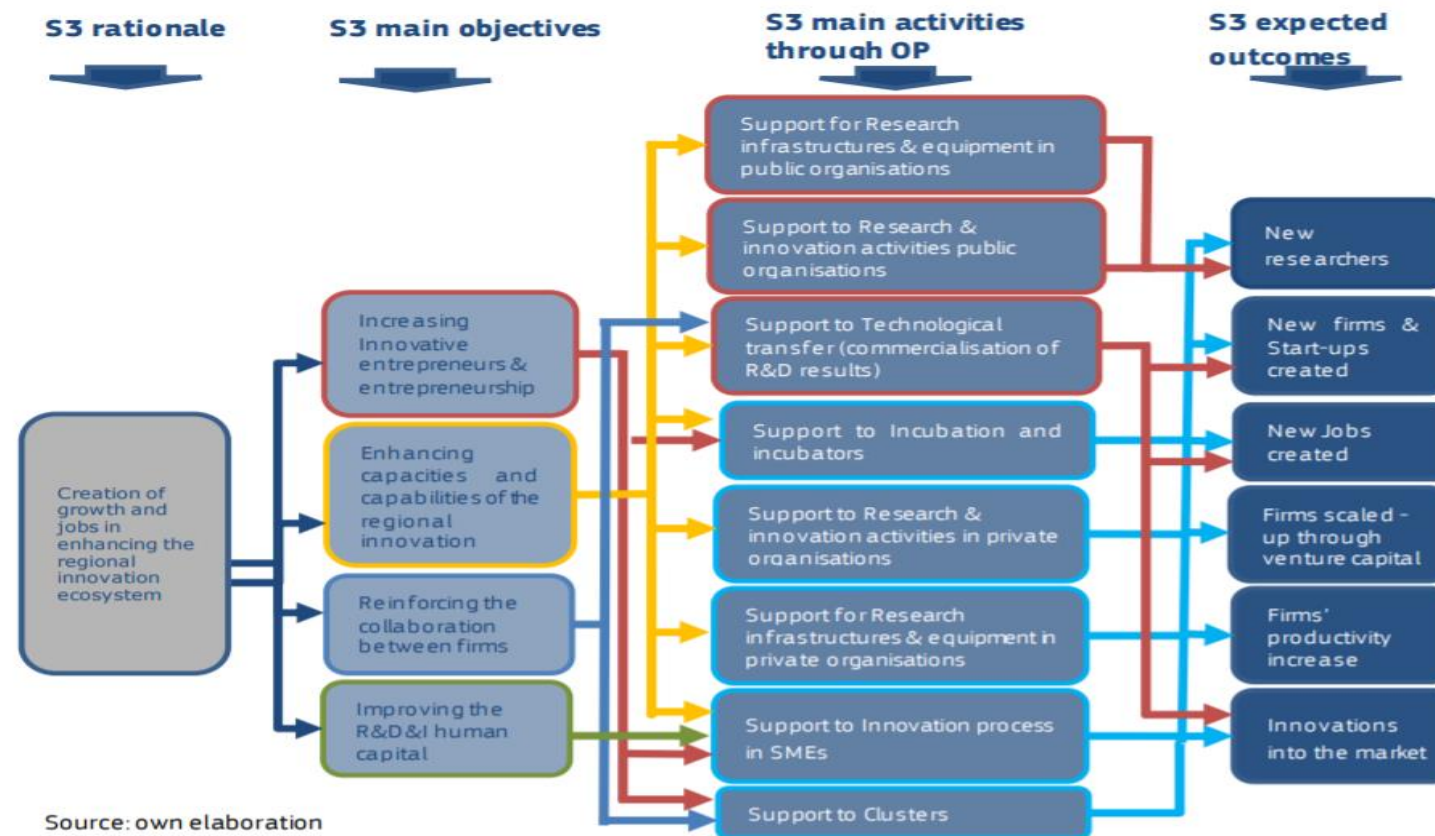 S3 rationale
S3 main objectives
S3 main activities
through OP
S3 expected
outcomes
Creation of
growth and
jobs in
enhancing the
regional
innovation
ecosystem
Increasing
Innovative
entrepreneurs &
entrepreneurship
Enhancing
capacities and
capabilities of the
regional
innovation
Reinforcing the
collaboration
between firms
Improving the
R&D&I human
capital
Support for Research
infrastructures & equipment in
public organisations
Support to Research &
innovation activities public
organisations
Support to Technological
transfer (commercialisation of
R&D results)
Support to Incubation and
incubators
Support to Research &
innovation activities in private
organisations
Support for Research
infrastructures & equipment in
private organisations
Support to Innovation process
in SMEs
Support to Clusters
New
researchers
New firms &
Start-ups
created
New Jobs
created
Firms scaled -
up through
venture capital
Firms'
productivity
increase
Innovations
into the market
Source: own elaboration